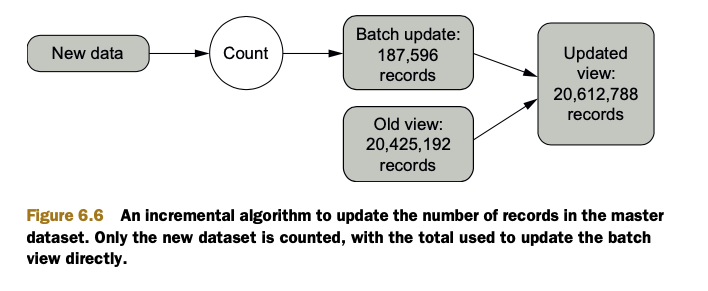 New data
Count
Batch update:
187,596
records
Old view:
20,425,192
records
Updated
view:
20,612,788
records
Figure 6.6 An incremental algorithm to update the number of records in the master
dataset. Only the new dataset is counted, with the total used to update the batch
view directly.